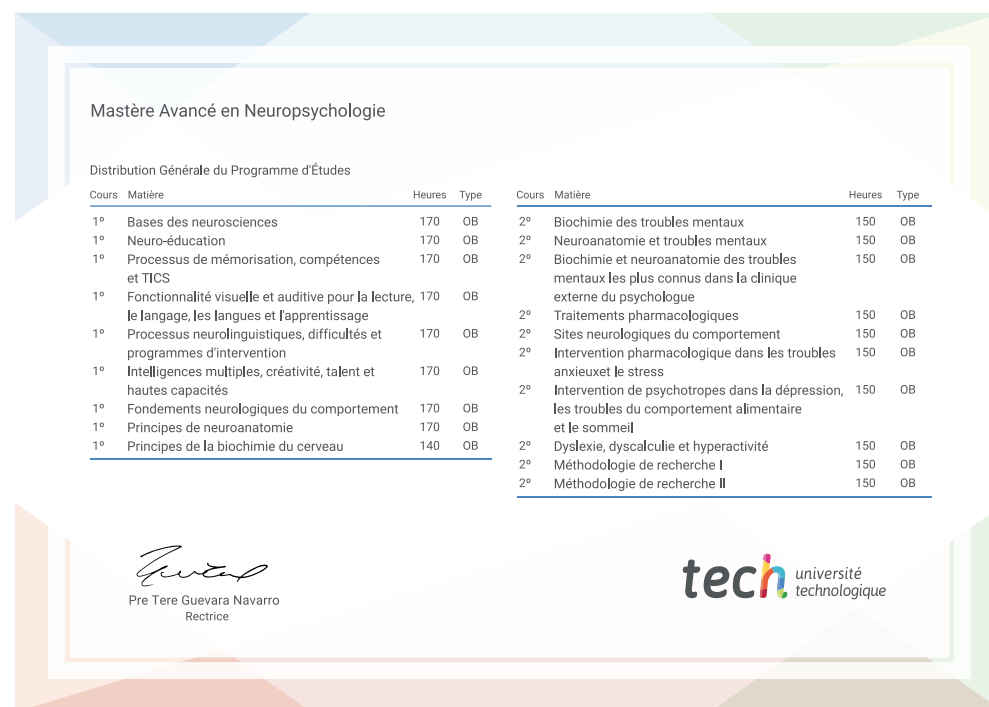 Mastère Avancé en Neuropsychologie
Distribution Générale du Programme d'Études
Cours Matière Heures Type
1º Bases des neurosciences 170 OB
1º Neuro-éducation 170 OB
1º Processus de mémorisation, compétences 170 OB
et TICS
1º Fonctionnalité visuelle et auditive pour la lecture, 170 OB
le langage, les langues et l'apprentissage
1º Processus neurolinguistiques, difficultés et 170 OB
programmes d'intervention
1º Intelligences multiples, créativité, talent et 170 OB
hautes capacités
1º Fondements neurologiques du comportement 170 OB
1º Principes de neuroanatomie 170 OB
1º Principes de la biochimie du cerveau 140 OB
Cours Matière Heures Type
2º Biochimie des troubles mentaux 150 OB
2º Neuroanatomie et troubles mentaux 150 OB
2º Biochimie et neuroanatomie des troubles 150 OB
mentaux les plus connus dans la clinique
externe du psychologue
2º Traitements pharmacologiques 150 OB
2º Sites neurologiques du comportement 150 OB
2º Intervention pharmacologique dans les troubles 150 OB
anxieuxet le stress
2º Intervention de psychotropes dans la dépression, 150 OB
les troubles du comportement alimentaire
et le sommeil
2º Dyslexie, dyscalculie et hyperactivité 150 OB
2º Méthodologie de recherche I 150 OB
2º Méthodologie de recherche II 150 OB
Pre Tere Guevara Navarro
Rectrice
tech université
technologique